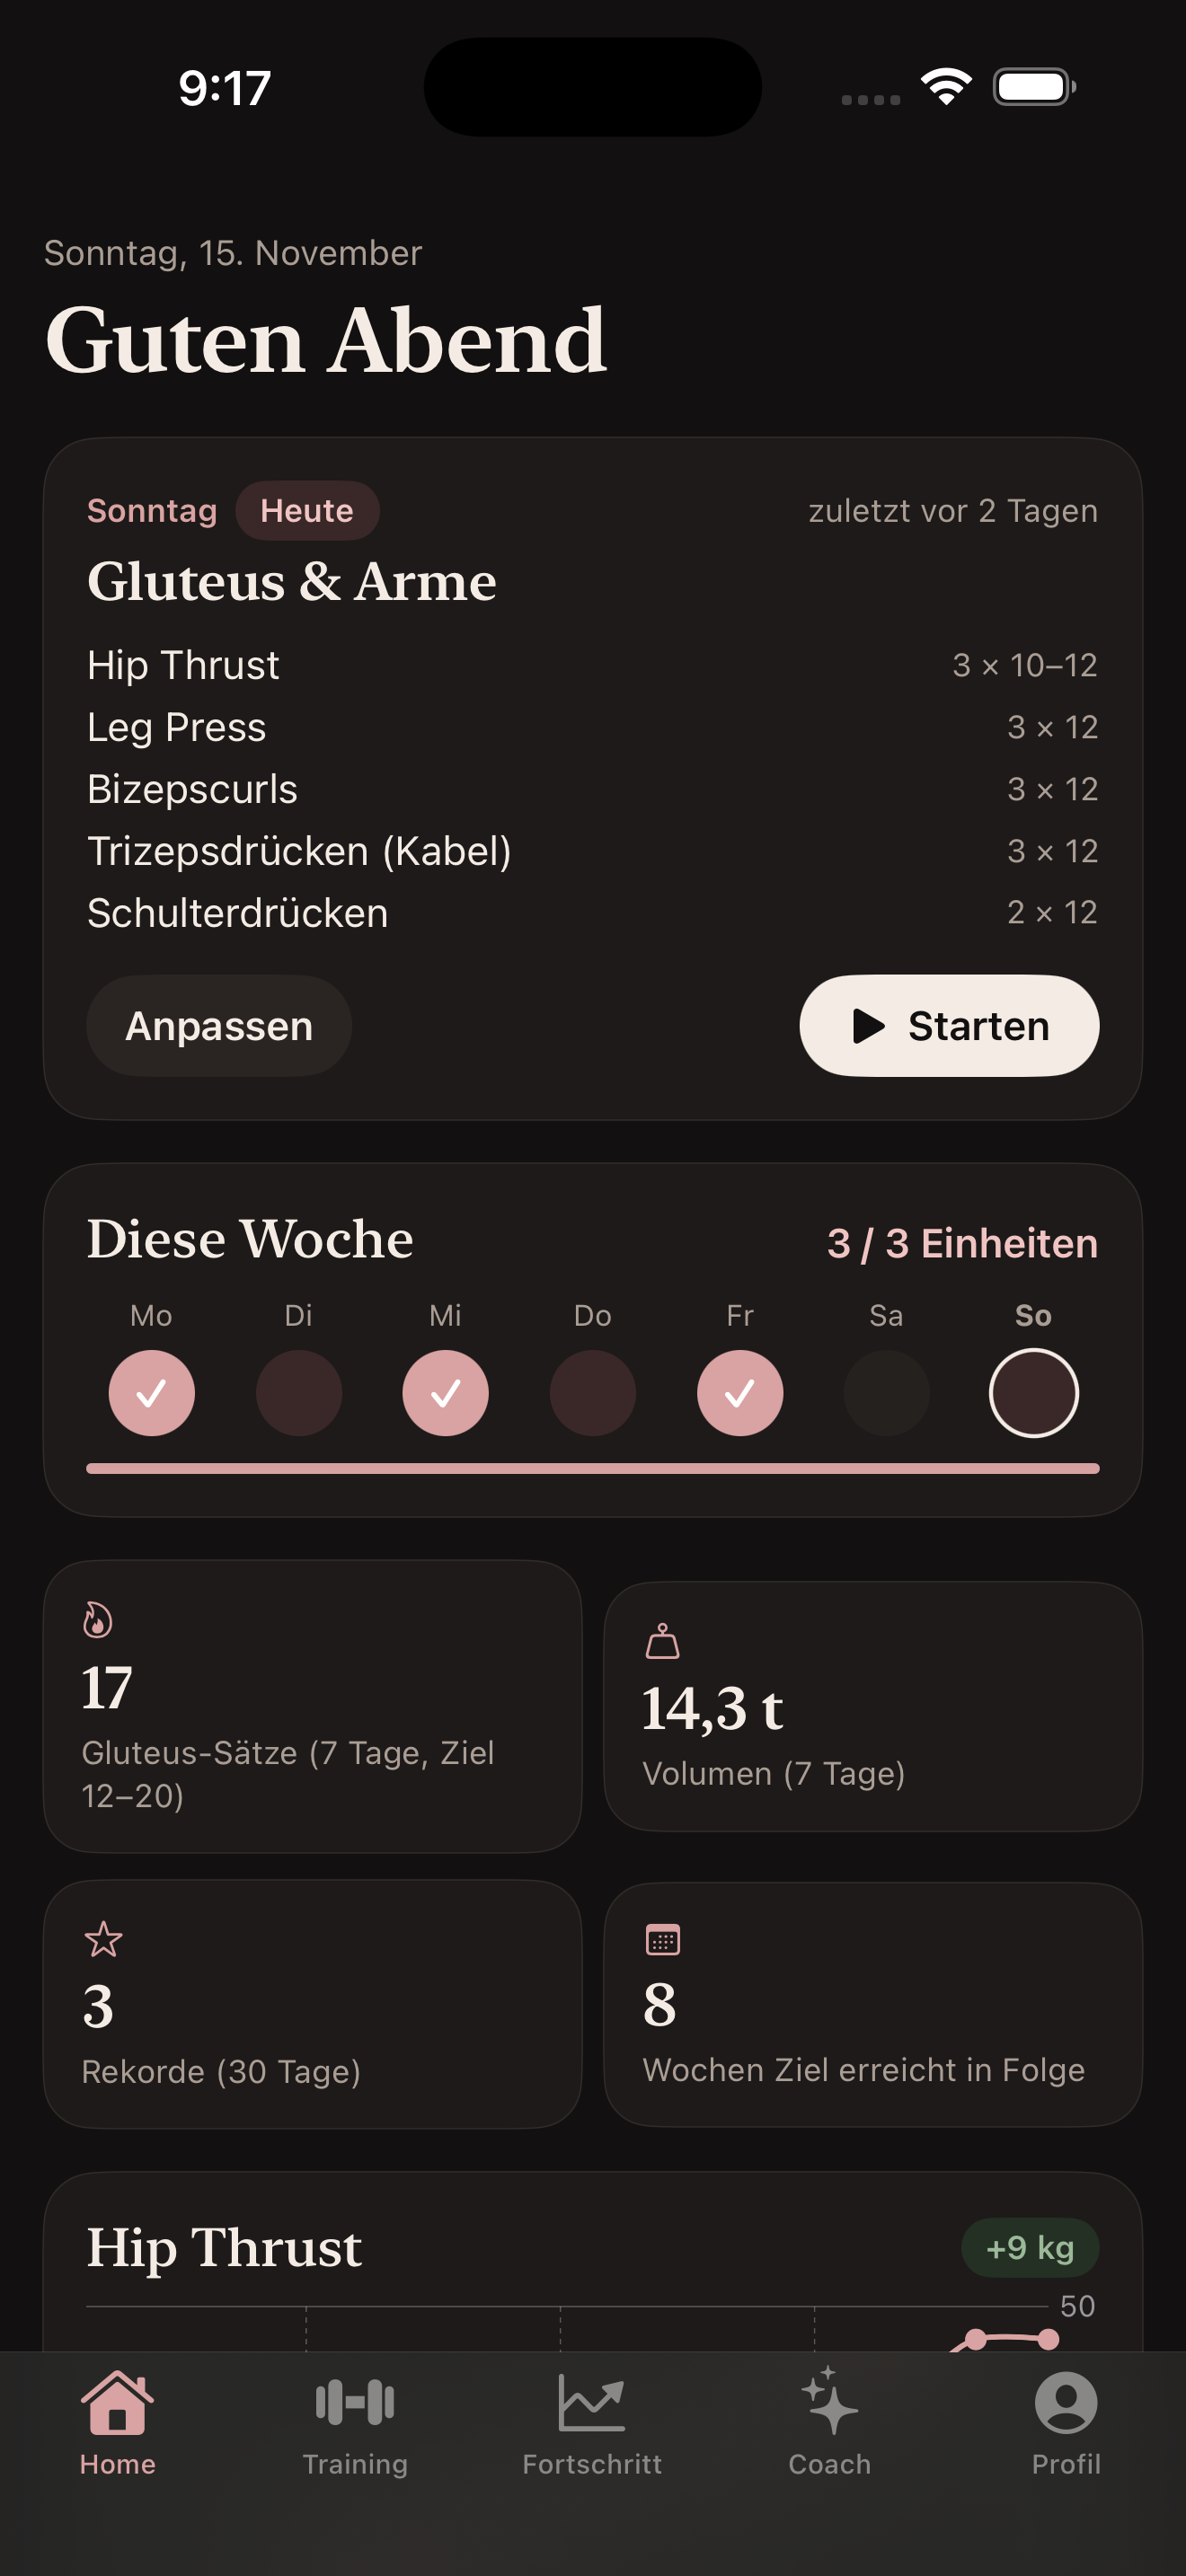 9:17
Sonntag, 15. November
Guten Abend
Sonntag Heute zuletzt vor 2 Tagen
Gluteus & Arme
Hip Thrust 3 × 10–12
Leg Press 3 × 12
Bizepscurls 3 × 12
Trizepsdrücken (Kabel) 3 × 12
Schulterdrücken 2 × 12
Anpassen Starten
Diese Woche 3 / 3 Einheiten
Mo Di Mi Do Fr Sa So
17
Gluteus-Sätze (7 Tage, Ziel
12–20)
14,3 t
Volumen (7 Tage)
3
Rekorde (30 Tage)
8
Wochen Ziel erreicht in Folge
Hip Thrust +9 kg
50
Home Training Fortschritt Coach Profil